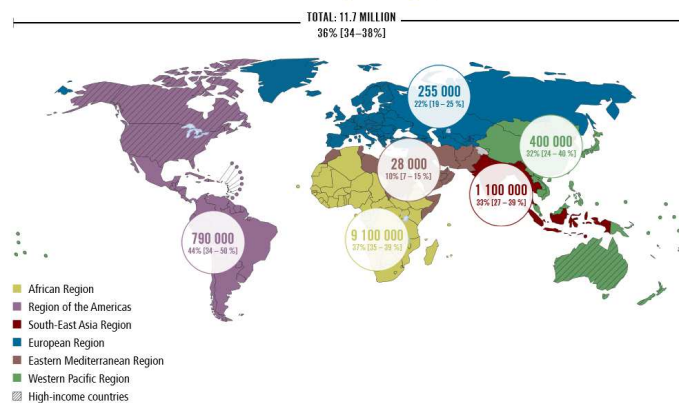 TOTAL: 11.7 MILLION
36% [34–38%]
255 000
22% [19 – 25 %]
400 000
32% [24 – 40 %]
28 000
10% [7 – 15 %]
1 100 000
33% [27 – 39 %]
790 000
44% [34 – 50 %]
9 100 000
37% [35 – 39 %]
African Region
Region of the Americas
South-East Asia Region
European Region
Eastern Mediterranean Region
Western Pacific Region
High-income countries